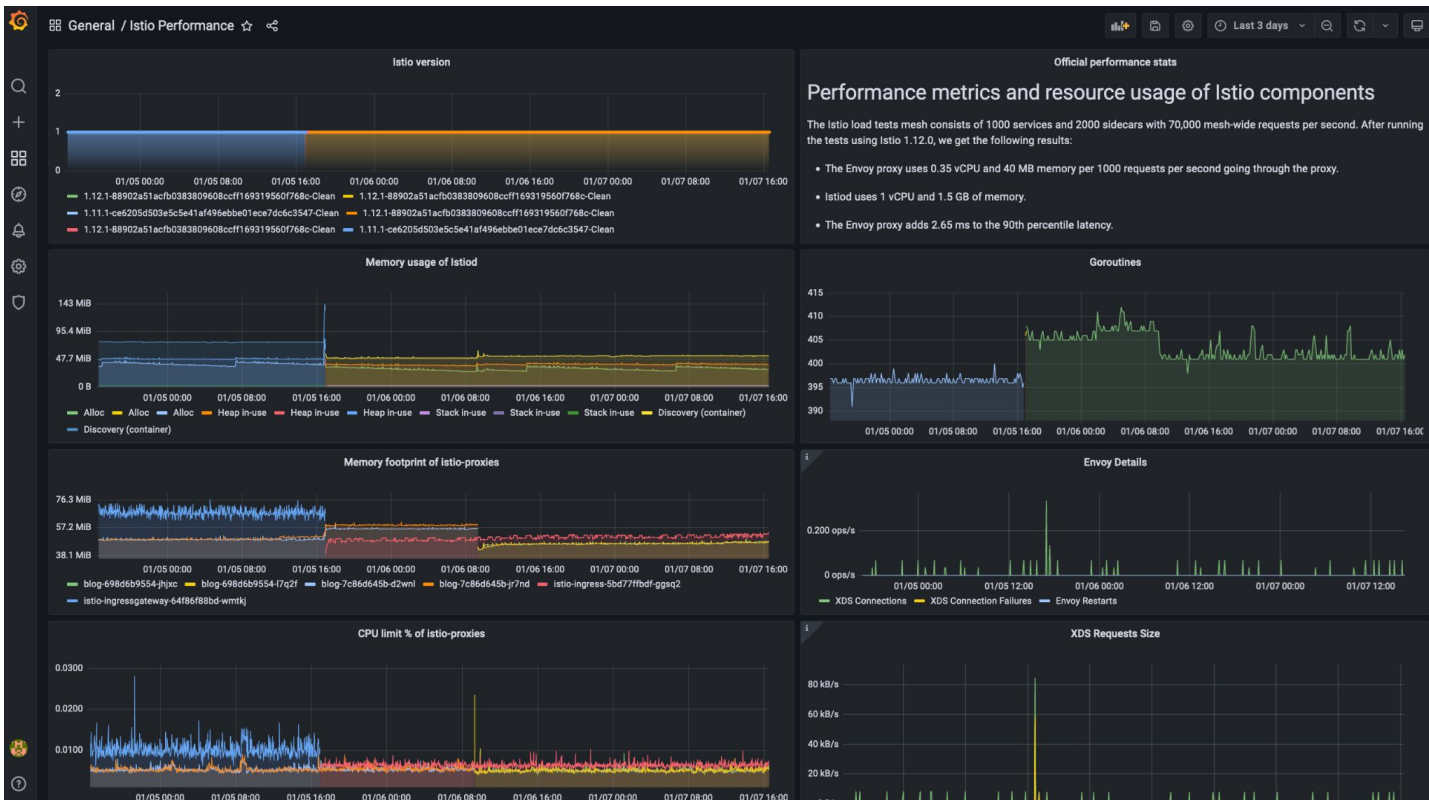 General / Istio Performance
Last 3 days
Istio version
2
1
0
01/05 00:00 01/05 08:00 01/05 16:00 01/06 00:00 01/06 08:00 01/06 16:00 01/07 00:00 01/07 08:00 01/07 16:00
1.12.1-88902a51acfb0383809608ccff169319560f768c-Clean 1.12.1-88902a51acfb0383809608ccff169319560f768c-Clean
1.11.1-ce6205d503e5c5e41af496ebbe01ece7dc6c3547-Clean 1.12.1-88902a51acfb0383809608ccff169319560f768c-Clean
1.12.1-88902a51acfb0383809608ccff169319560f768c-Clean 1.11.1-ce6205d503e5c5e41af496ebbe01ece7dc6c3547-Clean
Official performance stats
Performance metrics and resource usage of Istio components
The Istio load tests mesh consists of 1000 services and 2000 sidecars with 70,000 mesh-wide requests per second. After running
the tests using Istio 1.12.0, we get the following results:
• The Envoy proxy uses 0.35 vCPU and 40 MB memory per 1000 requests per second going through the proxy.
• Istiod uses 1 vCPU and 1.5 GB of memory.
• The Envoy proxy adds 2.65 ms to the 90th percentile latency.
Memory usage of Istiod
143 MiB
95.4 MiB
47.7 MiB
0 B
01/05 00:00 01/05 08:00 01/05 16:00 01/06 00:00 01/06 08:00 01/06 16:00 01/07 00:00 01/07 08:00 01/07 16:00
Alloc Alloc Alloc Heap in-use Heap in-use Heap in-use Stack in-use Stack in-use Stack in-use Discovery (container)
Discovery (container)
Goroutines
415
410
405
400
395
390
01/05 00:00 01/05 08:00 01/05 16:00 01/06 00:00 01/06 08:00 01/06 16:00 01/07 00:00 01/07 08:00 01/07 16:00
Memory footprint of istio-proxies
76.3 MiB
57.2 MiB
38.1 MiB
01/05 00:00 01/05 08:00 01/05 16:00 01/06 00:00 01/06 08:00 01/06 16:00 01/07 00:00 01/07 08:00 01/07 16:00
blog-698d6b9554-jhjxc blog-698d6b9554-l7q2f blog-7c86d645b-d2wnl blog-7c86d645b-jr7nd istio-ingress-5bd77ffbdf-ggsq2
istio-ingressgateway-64f86f88bd-wmtkj
i
Envoy Details
0.200 ops/s
0 ops/s
01/05 00:00 01/05 12:00 01/06 00:00 01/06 12:00 01/07 00:00 01/07 12:00
XDS Connections XDS Connection Failures Envoy Restarts
CPU limit % of istio-proxies
0.0300
0.0200
0.0100
01/05 00:00 01/05 08:00 01/05 16:00 01/06 00:00 01/06 08:00 01/06 16:00 01/07 00:00 01/07 08:00 01/07 16:00
i
XDS Requests Size
80 kB/s
60 kB/s
40 kB/s
20 kB/s